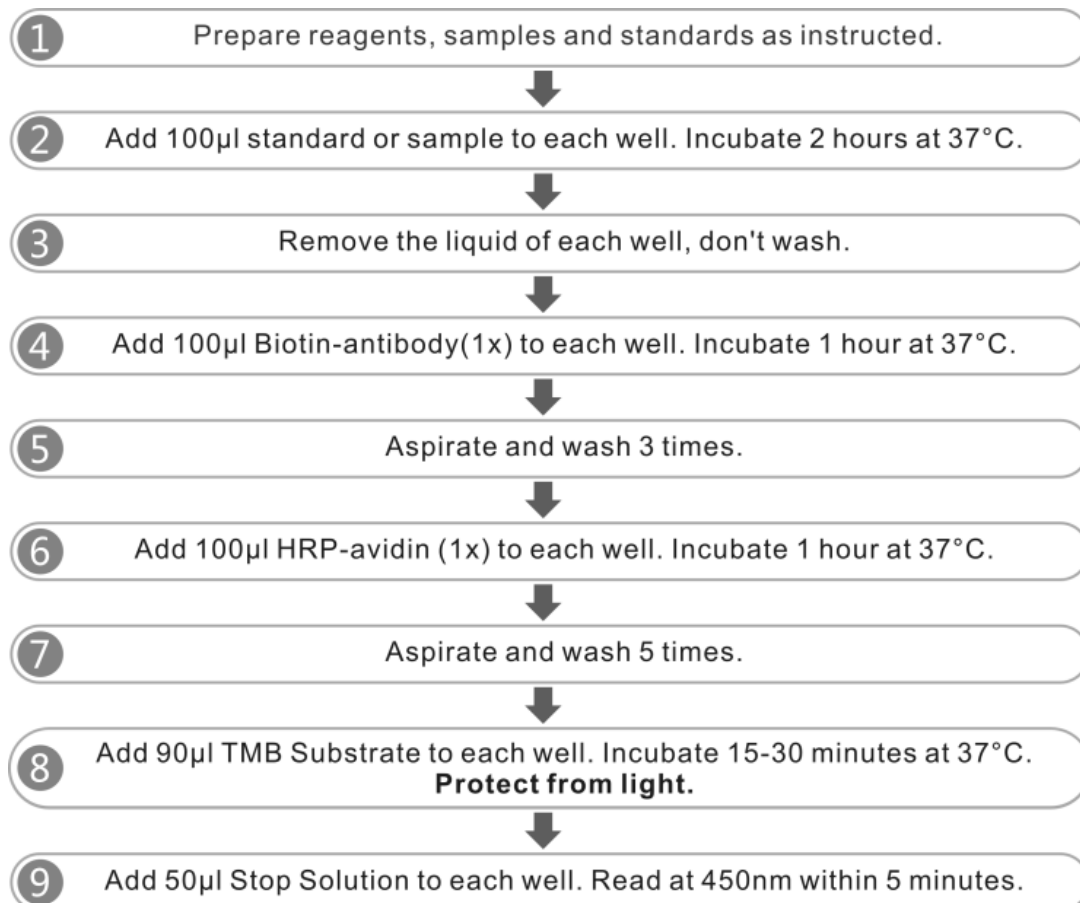 1 Prepare reagents, samples and standards as instructed.
2 Add 100μl standard or sample to each well. Incubate 2 hours at 37°C.
3 Remove the liquid of each well, don't wash.
4 Add 100μl Biotin-antibody(1x) to each well. Incubate 1 hour at 37°C.
5 Aspirate and wash 3 times.
6 Add 100μl HRP-avidin (1x) to each well. Incubate 1 hour at 37°C.
7 Aspirate and wash 5 times.
8 Add 90μl TMB Substrate to each well. Incubate 15-30 minutes at 37°C.
Protect from light.
9 Add 50μl Stop Solution to each well. Read at 450nm within 5 minutes.